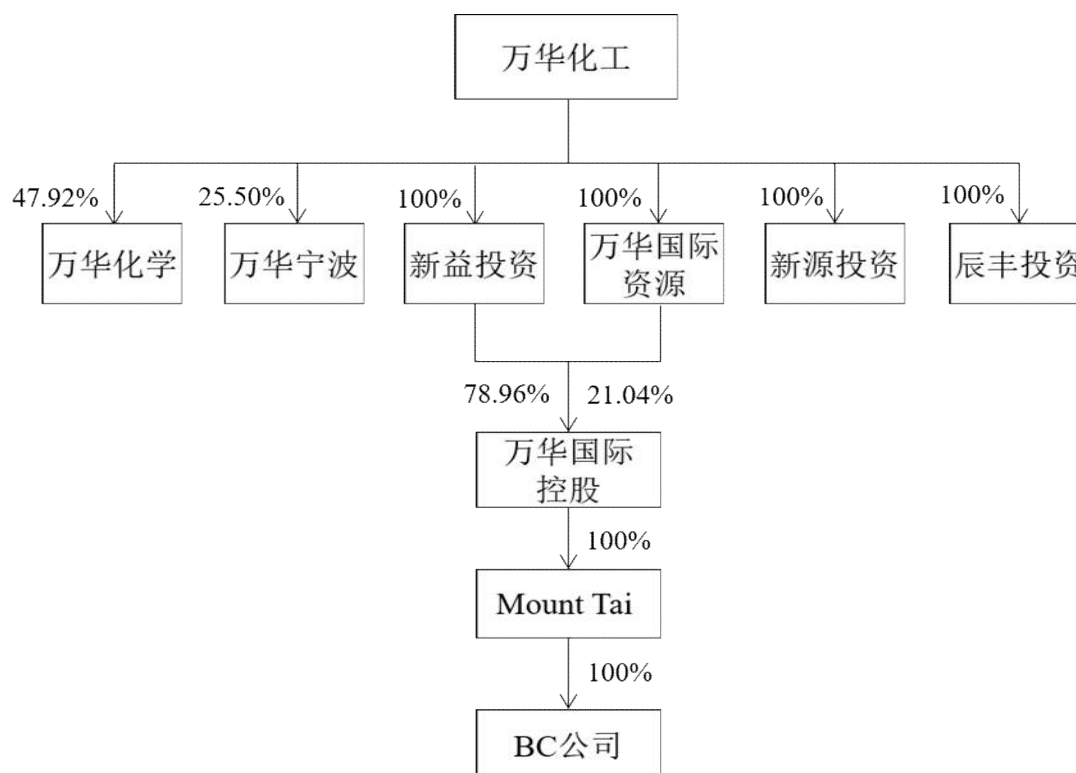 万华化工
47.92%
25.50%
100%
100%
100%
100%
万华化学
万华宁波
新益投资
万华国际
资源
新源投资
辰丰投资
78.96%
21.04%
万华国际
控股
100%
Mount Tai
100%
BC公司